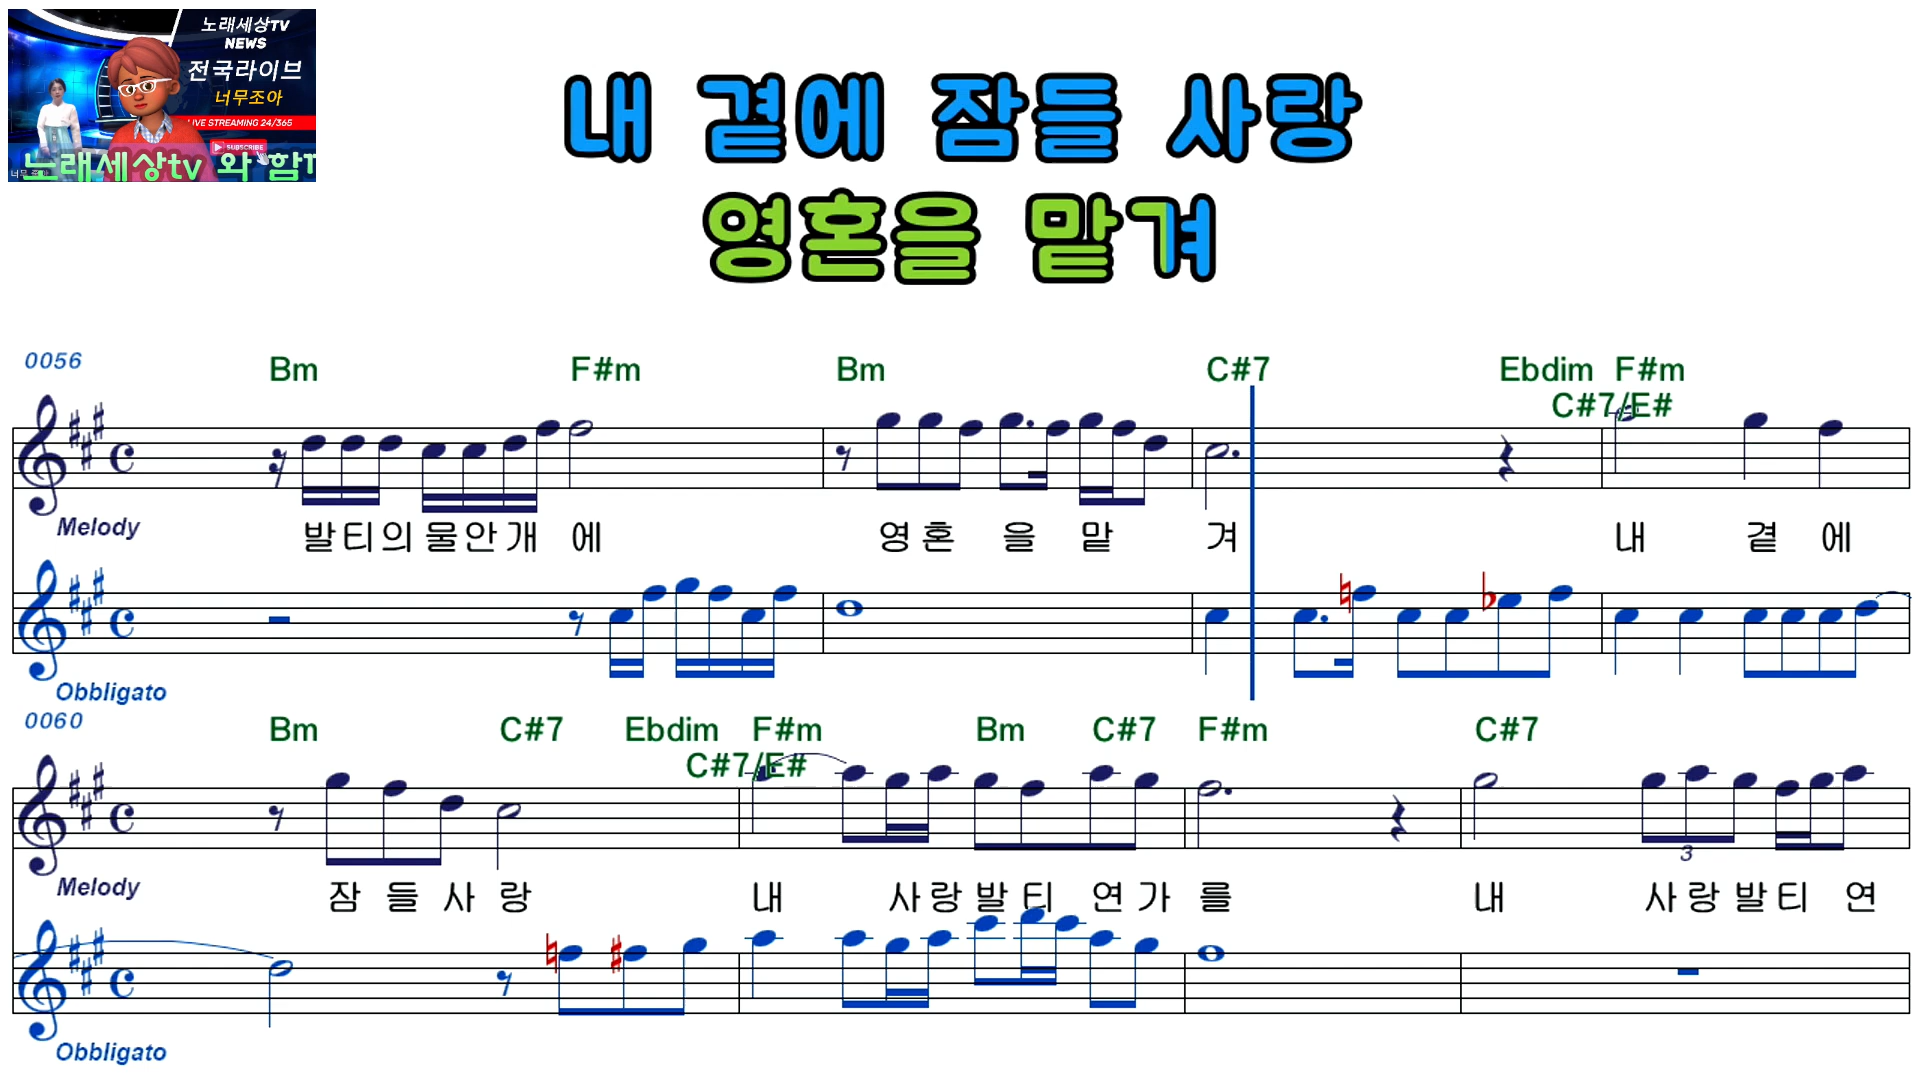 노래세상TV
NEWS
전국라이브
너무조아
LIVE STREAMING 24/365
SUBSCRIBE
노래세상tv 와 함
내 곁에 잠들 사랑
영혼을 맡겨
0056
Bm F#m Bm C#7 Ebdim F#m
C#7/E#
Melody
발티의물안개 에 영혼 을 맡 겨 내 곁 에
Obbligato
0060
Bm C#7 Ebdim F#m Bm C#7 F#m C#7
C#7/E#
3
Melody
잠 들 사 랑 내 사랑발티 연가 를 내 사랑발티 연
Obbligato